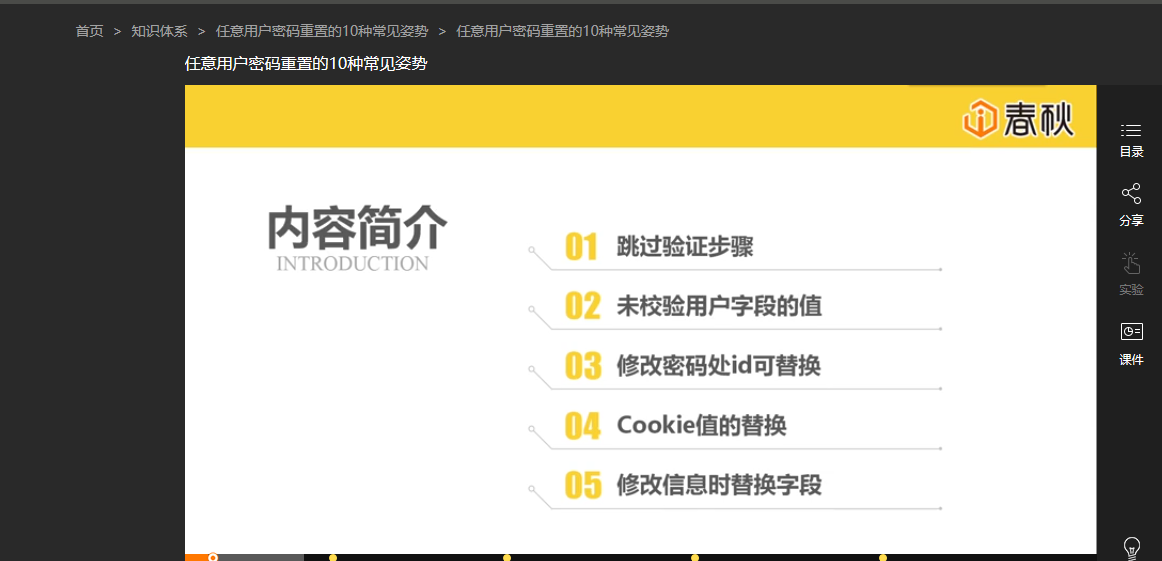 首页 > 知识体系 > 任意用户密码重置的10种常见姿势 > 任意用户密码重置的10种常见姿势
任意用户密码重置的10种常见姿势
i春秋
目录
分享
实验
课件
内容简介
INTRODUCTION
01 跳过验证步骤
02 未校验用户字段的值
03 修改密码处id可替换
04 Cookie值的替换
05 修改信息时替换字段